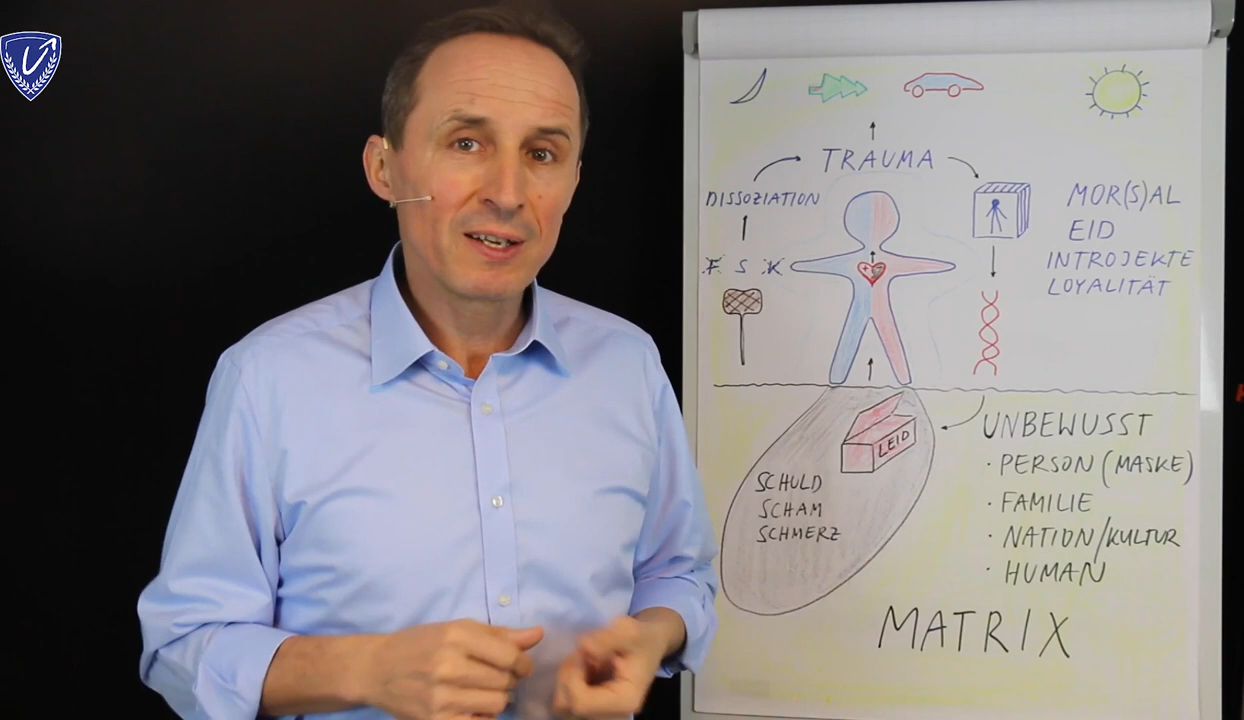 TRAUMA
DISSOZIATION
F S K
MOR(S)AL
EID
INTROJEKTE
LOYALITÄT
LEID
SCHULD
SCHAM
SCHMERZ
UNBEWUSST
· PERSON (MASKE)
· FAMILIE
· NATION/KULTUR
· HUMAN
MATRIX